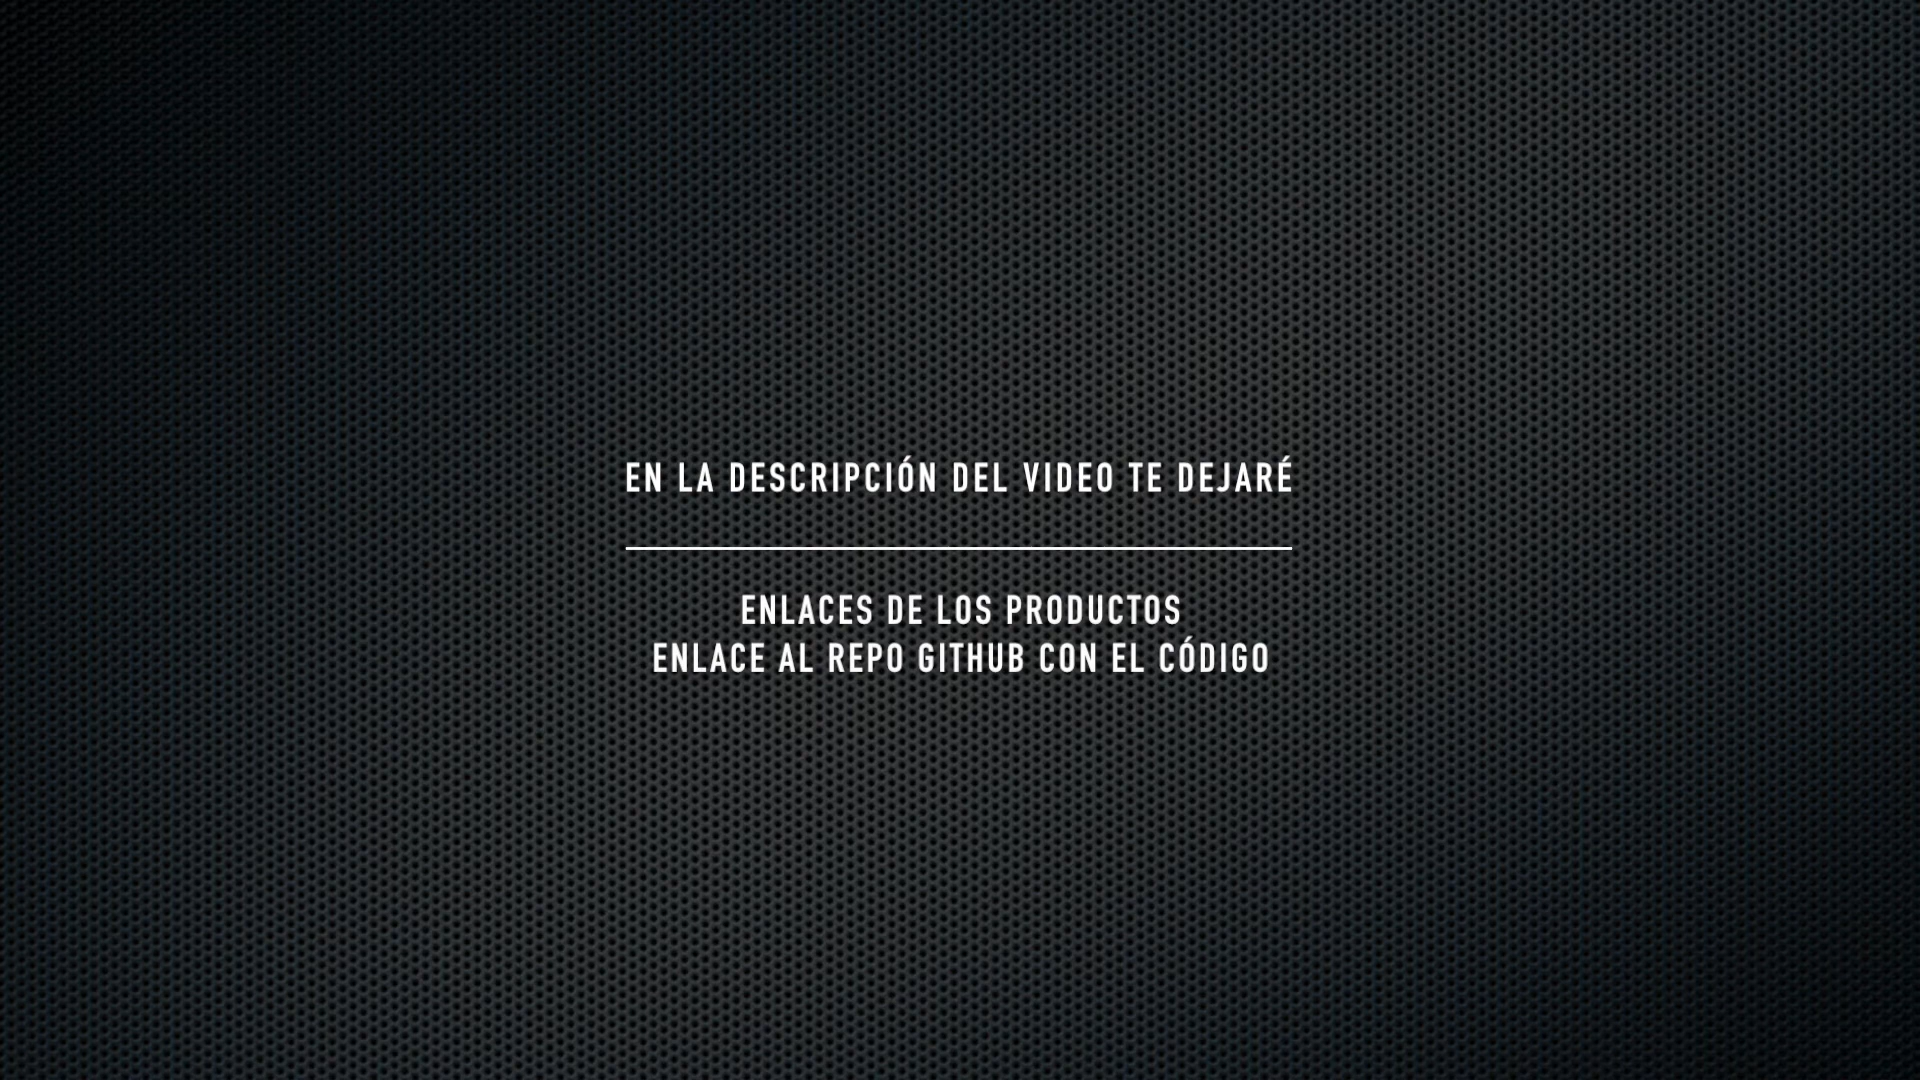 EN LA DESCRIPCIÓN DEL VIDEO TE DEJARÉ
ENLACES DE LOS PRODUCTOS
ENLACE AL REPO GITHUB CON EL CÓDIGO